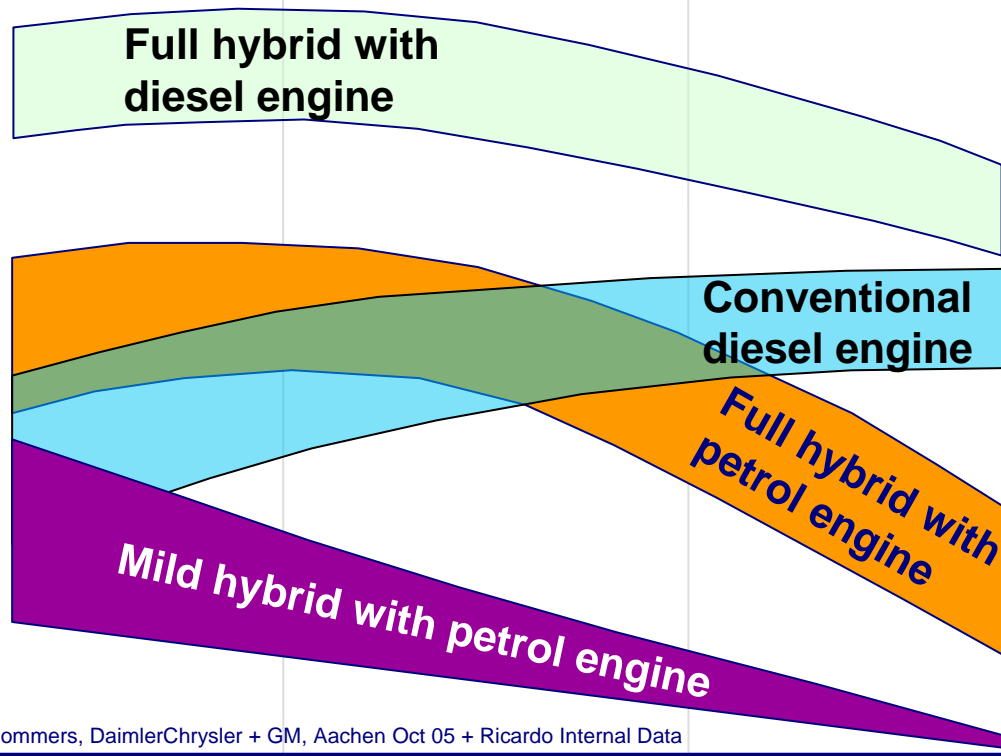 Full hybrid with
diesel engine
Conventional
diesel engine
Full hybrid with
petrol engine
Mild hybrid with petrol engine
ommers, DaimlerChrysler + GM, Aachen Oct 05 + Ricardo Internal Data